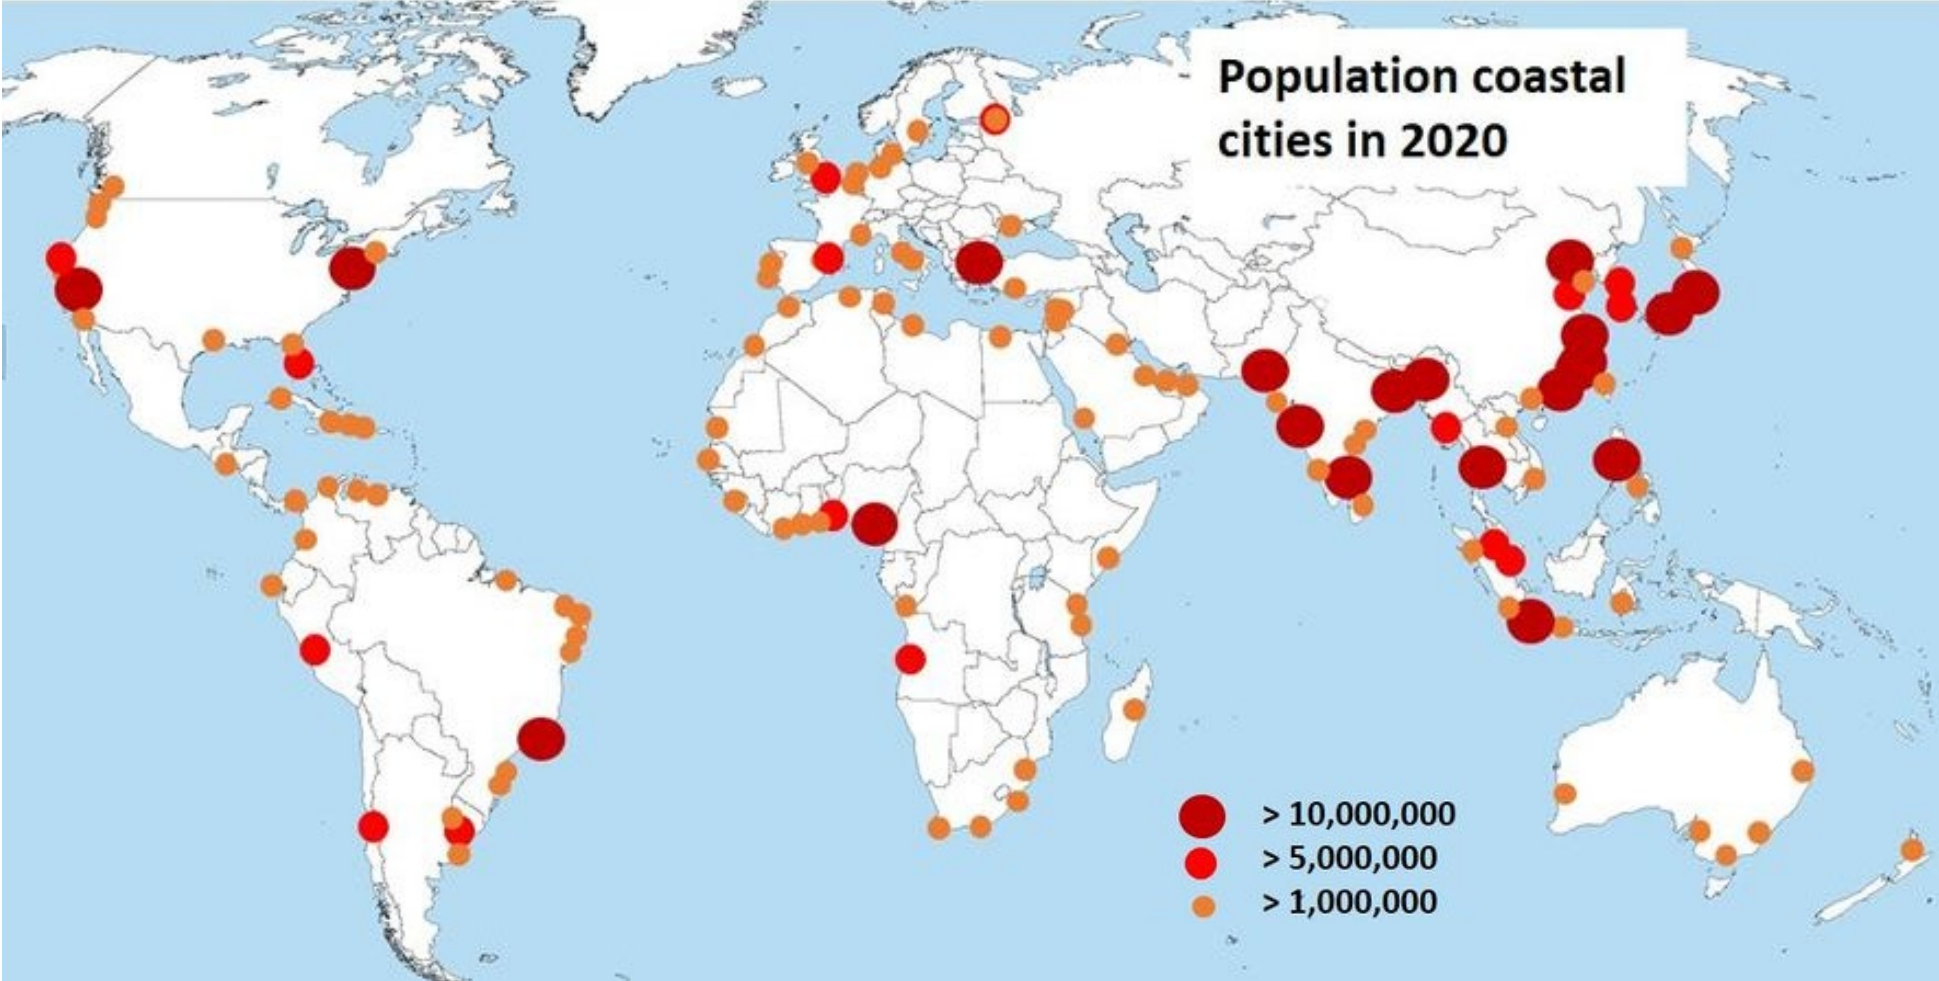 Population coastal
cities in 2020
> 10,000,000
> 5,000,000
> 1,000,000